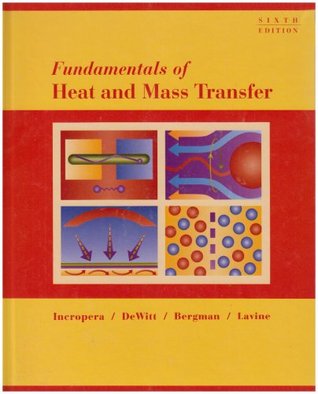 SIXTH
EDITION
Fundamentals of
Heat and Mass Transfer
Incropera / DeWitt / Bergman / Lavine